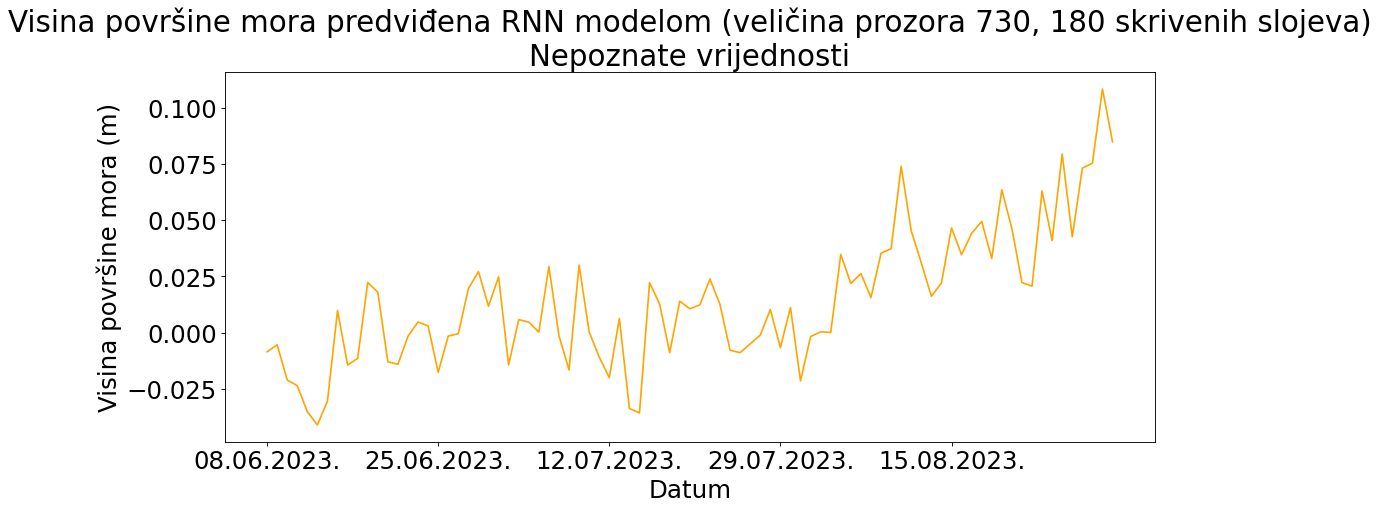 Visina površine mora predviđena RNN modelom (veličina prozora 730, 180 skrivenih slojeva)
Nepoznate vrijednosti
Visina površine mora (m)
0.100
0.075
0.050
0.025
0.000
−0.025
08.06.2023. 25.06.2023. 12.07.2023. 29.07.2023. 15.08.2023.
Datum